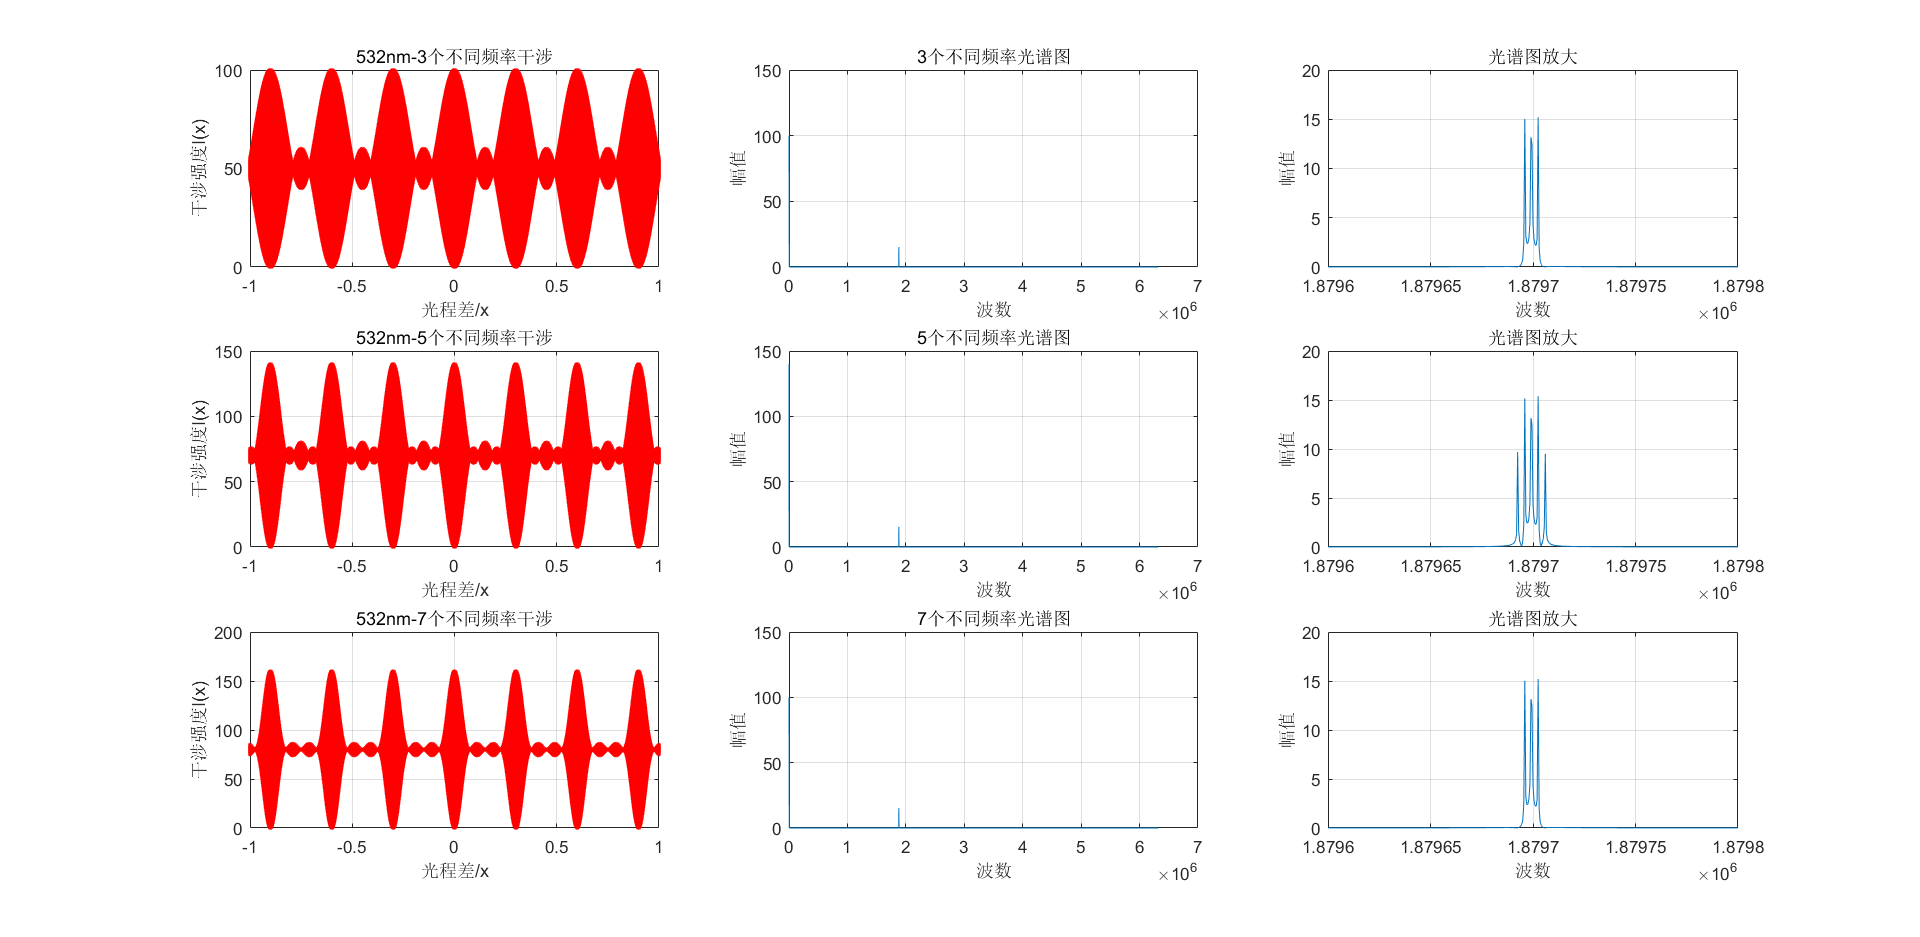 532nm-3个不同频率干涉
100
50
0
干涉强度I(x)
-1 -0.5 0 0.5 1
光程差/x
3个不同频率光谱图
150
100
50
0
幅值
0 1 2 3 4 5 6 7
波数
×10^6
光谱图放大
20
15
10
5
0
幅值
1.8796 1.87965 1.8797 1.87975 1.8798
波数
×10^6
532nm-5个不同频率干涉
150
100
50
0
干涉强度I(x)
-1 -0.5 0 0.5 1
光程差/x
5个不同频率光谱图
150
100
50
0
幅值
0 1 2 3 4 5 6 7
波数
×10^6
光谱图放大
20
15
10
5
0
幅值
1.8796 1.87965 1.8797 1.87975 1.8798
波数
×10^6
532nm-7个不同频率干涉
200
150
100
50
0
干涉强度I(x)
-1 -0.5 0 0.5 1
光程差/x
7个不同频率光谱图
150
100
50
0
幅值
0 1 2 3 4 5 6 7
波数
×10^6
光谱图放大
20
15
10
5
0
幅值
1.8796 1.87965 1.8797 1.87975 1.8798
波数
×10^6